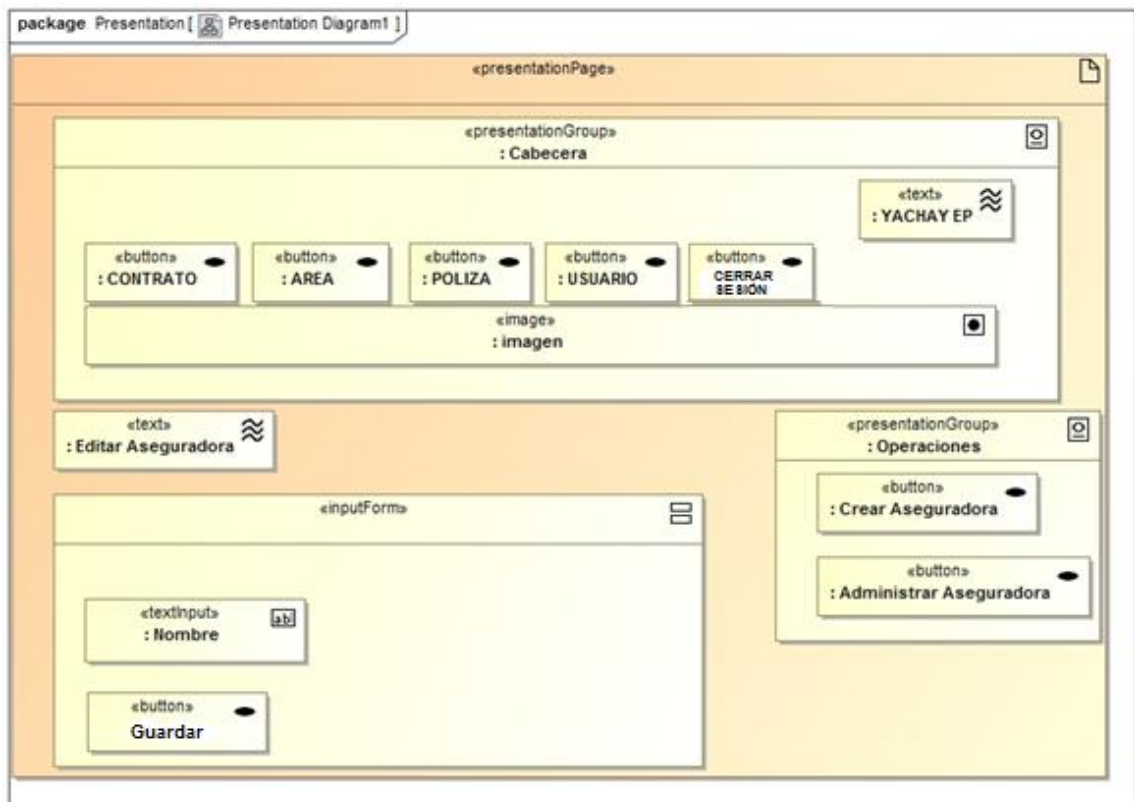 package Presentation [ Presentation Diagram1 ]
«presentationPage»
«presentationGroup»
: Cabecera
«text»
: YACHAY EP
«button»
: CONTRATO
«button»
: AREA
«button»
: POLIZA
«button»
: USUARIO
«button»
CERRAR
SESIÓN
«image»
: imagen
«text»
: Editar Aseguradora
«presentationGroup»
: Operaciones
«button»
: Crear Aseguradora
«button»
: Administrar Aseguradora
«inputForm»
«textInput»
: Nombre
ab
«button»
Guardar